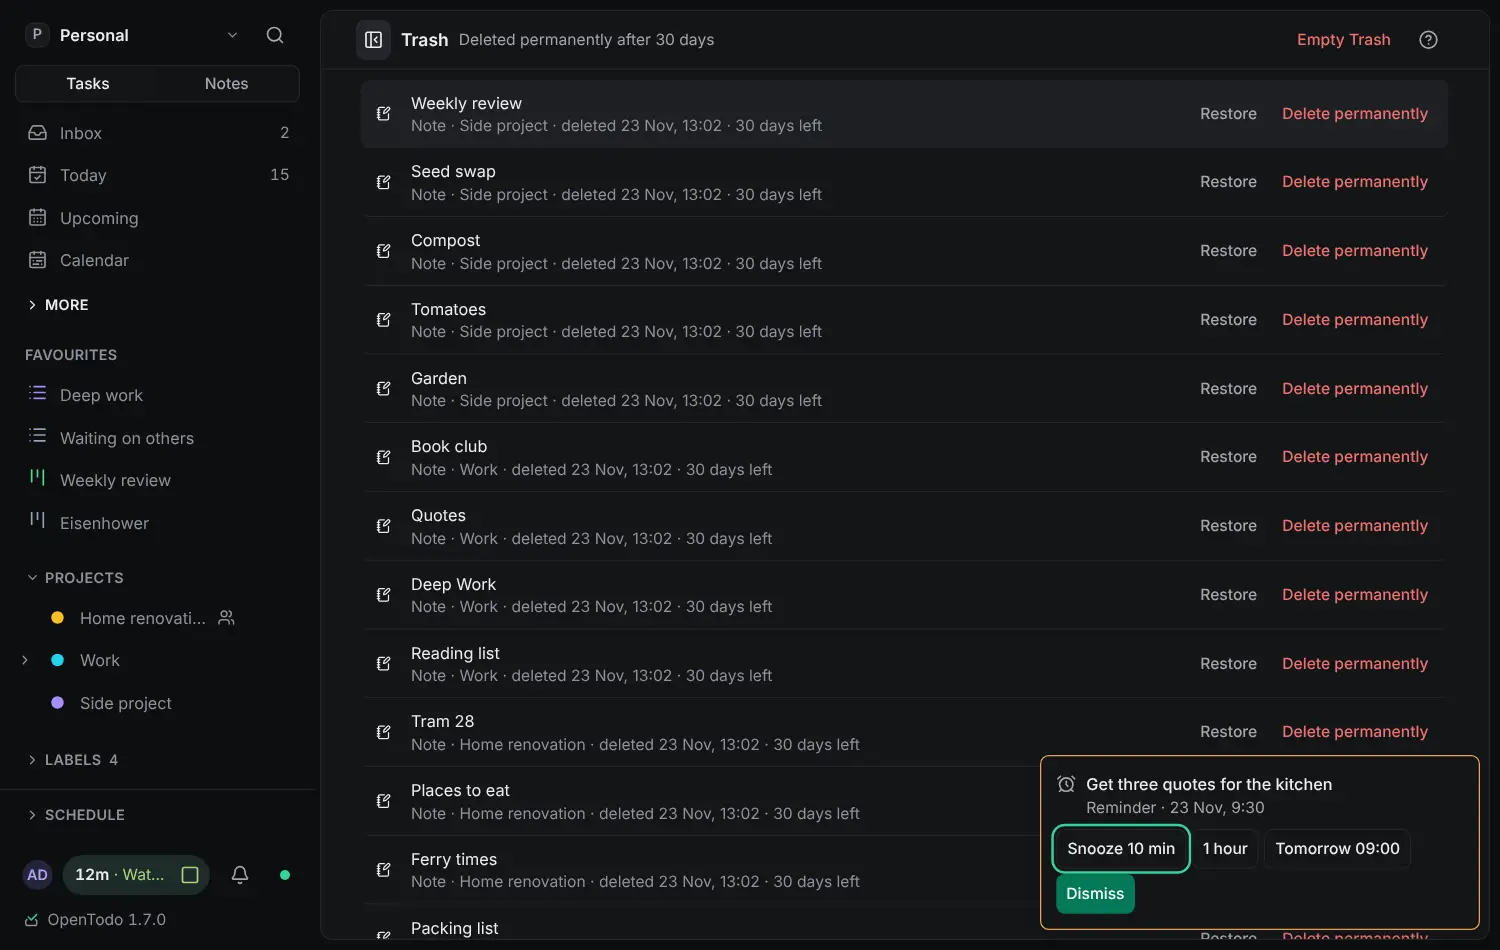 P Personal
Tasks Notes
Inbox 2
Today 15
Upcoming
Calendar
MORE
FAVOURITES
Deep work
Waiting on others
Weekly review
Eisenhower
PROJECTS
Home renovati...
Work
Side project
LABELS 4
SCHEDULE
AD 12m · Wat...
OpenTodo 1.7.0
Trash Deleted permanently after 30 days Empty Trash
Weekly review
Note · Side project · deleted 23 Nov, 13:02 · 30 days left
Restore Delete permanently
Seed swap
Note · Side project · deleted 23 Nov, 13:02 · 30 days left
Restore Delete permanently
Compost
Note · Side project · deleted 23 Nov, 13:02 · 30 days left
Restore Delete permanently
Tomatoes
Note · Side project · deleted 23 Nov, 13:02 · 30 days left
Restore Delete permanently
Garden
Note · Side project · deleted 23 Nov, 13:02 · 30 days left
Restore Delete permanently
Book club
Note · Work · deleted 23 Nov, 13:02 · 30 days left
Restore Delete permanently
Quotes
Note · Work · deleted 23 Nov, 13:02 · 30 days left
Restore Delete permanently
Deep Work
Note · Work · deleted 23 Nov, 13:02 · 30 days left
Restore Delete permanently
Reading list
Note · Work · deleted 23 Nov, 13:02 · 30 days left
Restore Delete permanently
Tram 28
Note · Home renovation · deleted 23 Nov, 13:02 · 30 days left
Restore Delete permanently
Places to eat
Note · Home renovation · deleted 23 Nov, 13:02 · 30 days left
Ferry times
Note · Home renovation · deleted 23 Nov, 13:02 · 30 days left
Packing list
Restore Delete permanently
Get three quotes for the kitchen
Reminder · 23 Nov, 9:30
Snooze 10 min 1 hour Tomorrow 09:00
Dismiss